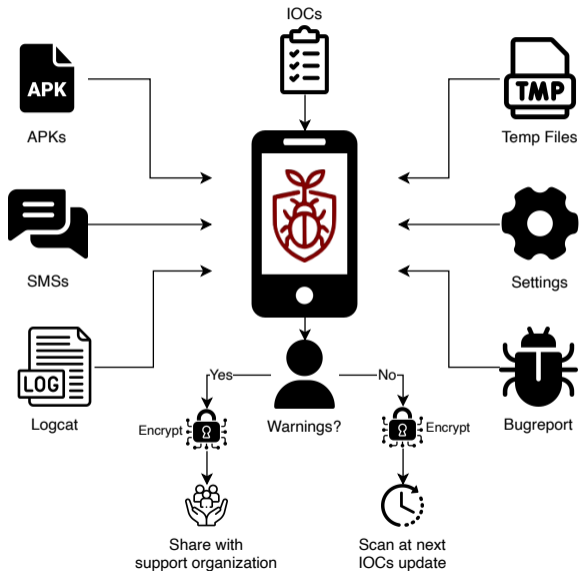 IOCs
APK
APKs
TMP
Temp Files
SMSs
Settings
LOG
Logcat
Bugreport
Yes
No
Warnings?
Encrypt
Encrypt
Share with
support organization
Scan at next
IOCs update